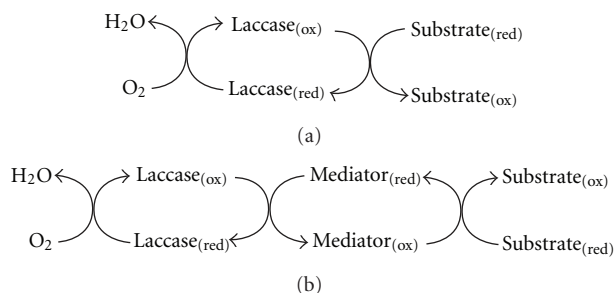 H₂O Laccase(ox) Substrate(red)
O₂ Laccase(red) Substrate(ox)
(a)
H₂O Laccase(ox) Mediator(red) Substrate(ox)
O₂ Laccase(red) Mediator(ox) Substrate(red)
(b)